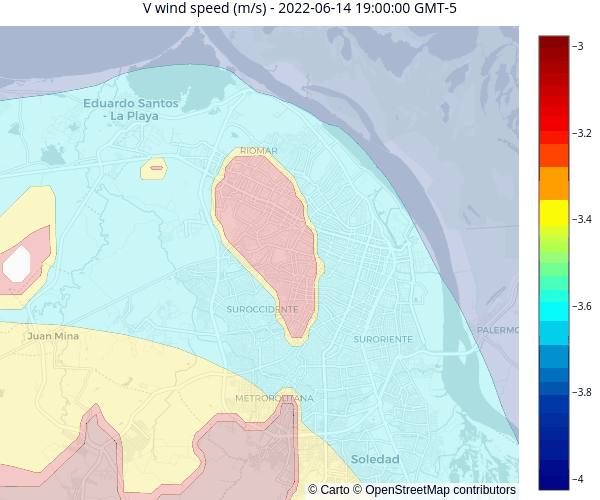 V wind speed (m/s) - 2022-06-14 19:00:00 GMT-5
−3
Eduardo Santos
- La Playa
−3.2
RIOMAR
−3.4
−3.6
SUROCCIDENTE
PALERMO
Juan Mina
SURORIENTE
−3.8
METROPOLITANA
Soledad
−4
© Carto © OpenStreetMap contributors